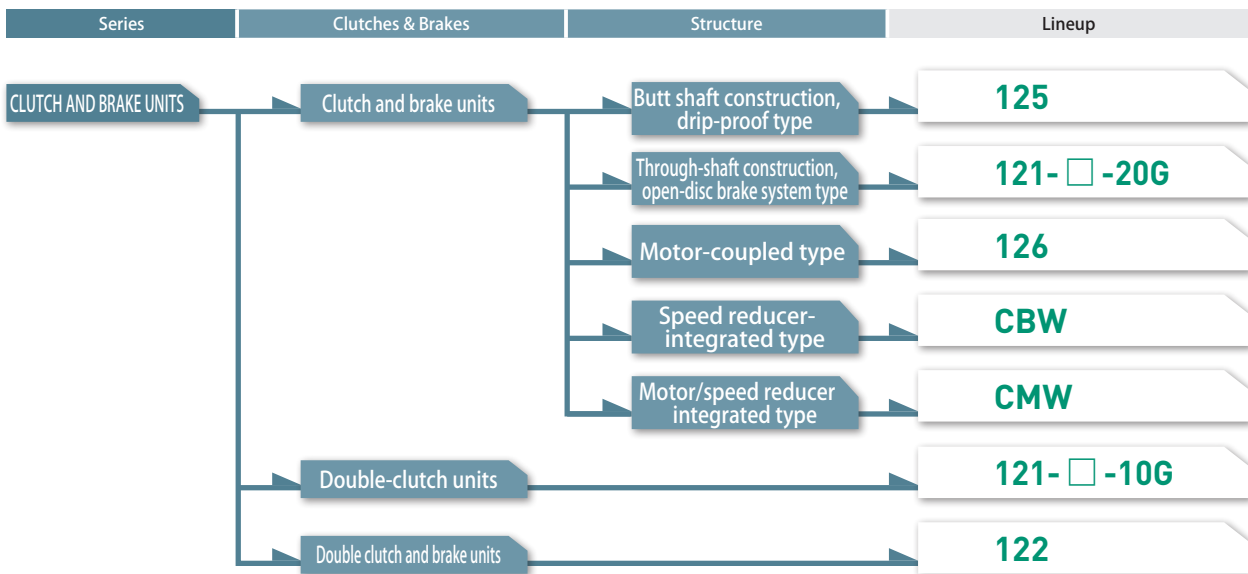 Series
Clutches & Brakes
Structure
Lineup
CLUTCH AND BRAKE UNITS
Clutch and brake units
Butt shaft construction,
drip-proof type
125
Through-shaft construction,
open-disc brake system type
121- □ -20G
Motor-coupled type
126
Speed reducer-
integrated type
CBW
Motor/speed reducer
integrated type
CMW
Double-clutch units
121- □ -10G
Double clutch and brake units
122